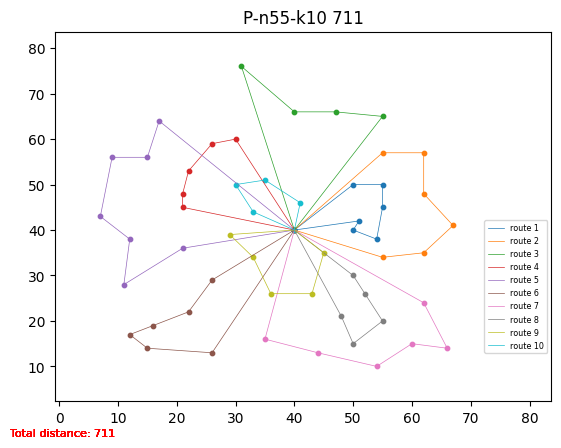 P-n55-k10 711
80
70
60
50
40
30
20
10
0 10 20 30 40 50 60 70 80
route 1
route 2
route 3
route 4
route 5
route 6
route 7
route 8
route 9
route 10
Total distance: 711